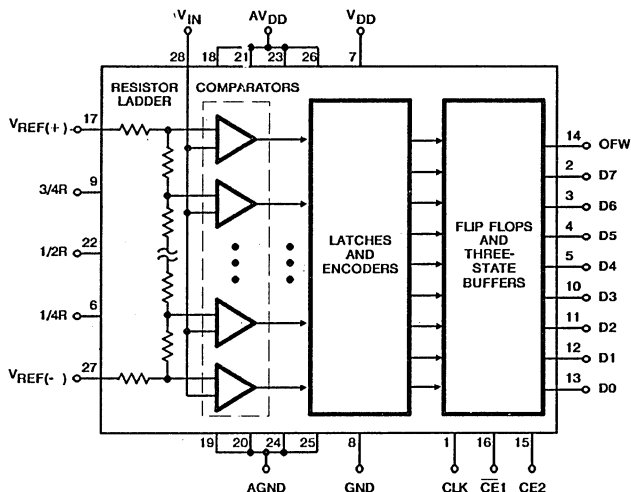 VIN AVDD VDD
28 18 21 23 26 7
RESISTOR
LADDER
COMPARATORS
VREF(+) 17
3/4R 9
1/2R 22
1/4R 6
VREF(-) 27
LATCHES
AND
ENCODERS
FLIP FLOPS
AND
THREE-
STATE
BUFFERS
14 OFW
2 D7
3 D6
4 D5
5 D4
10 D3
11 D2
12 D1
13 D0
19 20 24 25 8 1 16 15
AGND GND CLK C̅E̅1 CE2